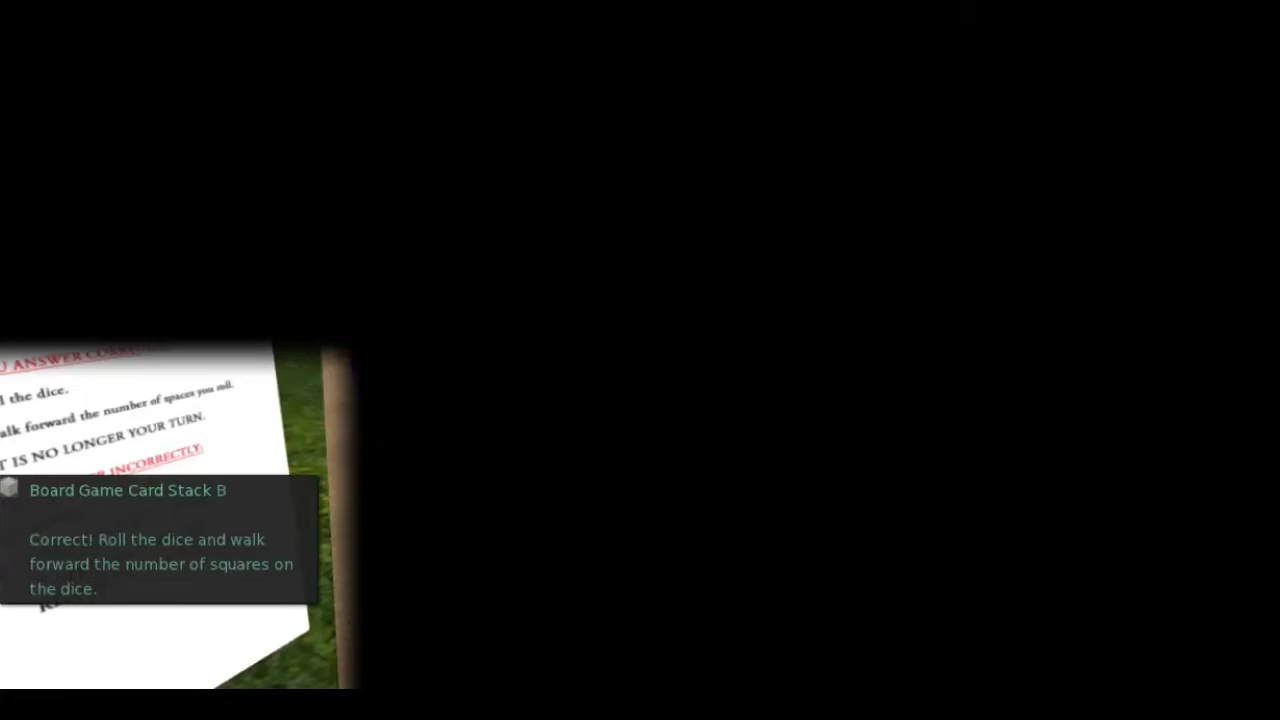 U ANSWER CORRE
l the dice.
alk forward the number of spaces you roll.
T IS NO LONGER YOUR TURN.
R INCORRECTLY:
Board Game Card Stack B
Correct! Roll the dice and walk
forward the number of squares on
the dice.